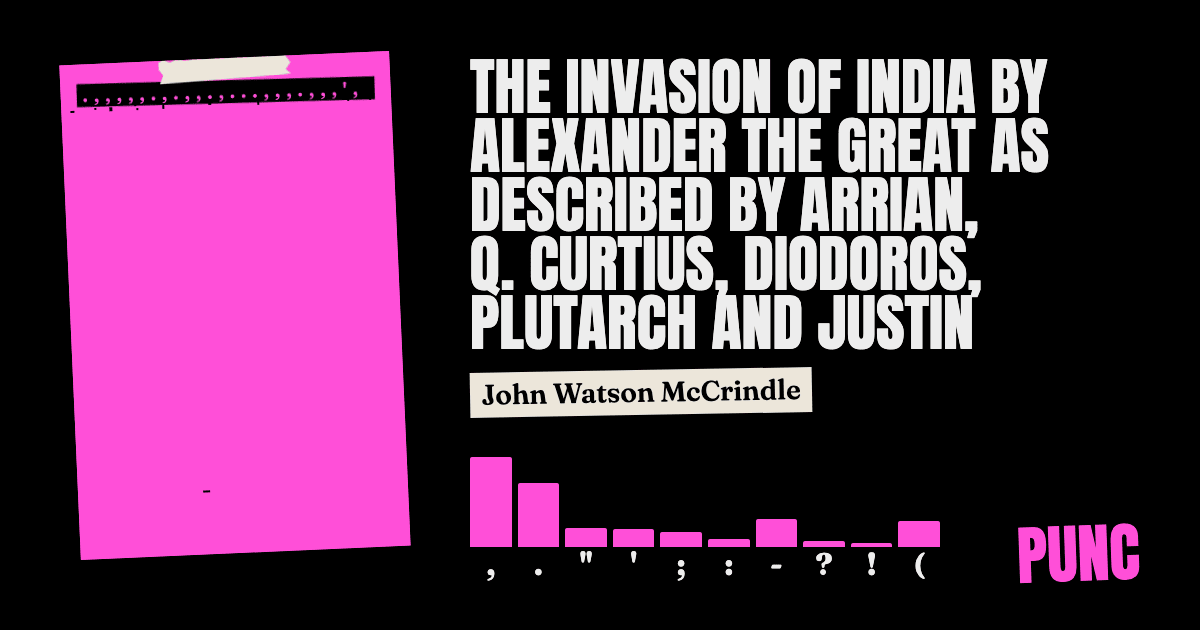 THE INVASION OF INDIA BY
ALEXANDER THE GREAT AS
DESCRIBED BY ARRIAN,
Q. CURTIUS, DIODOROS,
PLUTARCH AND JUSTIN
John Watson McCrindle
, . " ' ; : - ? ! (
PUNC